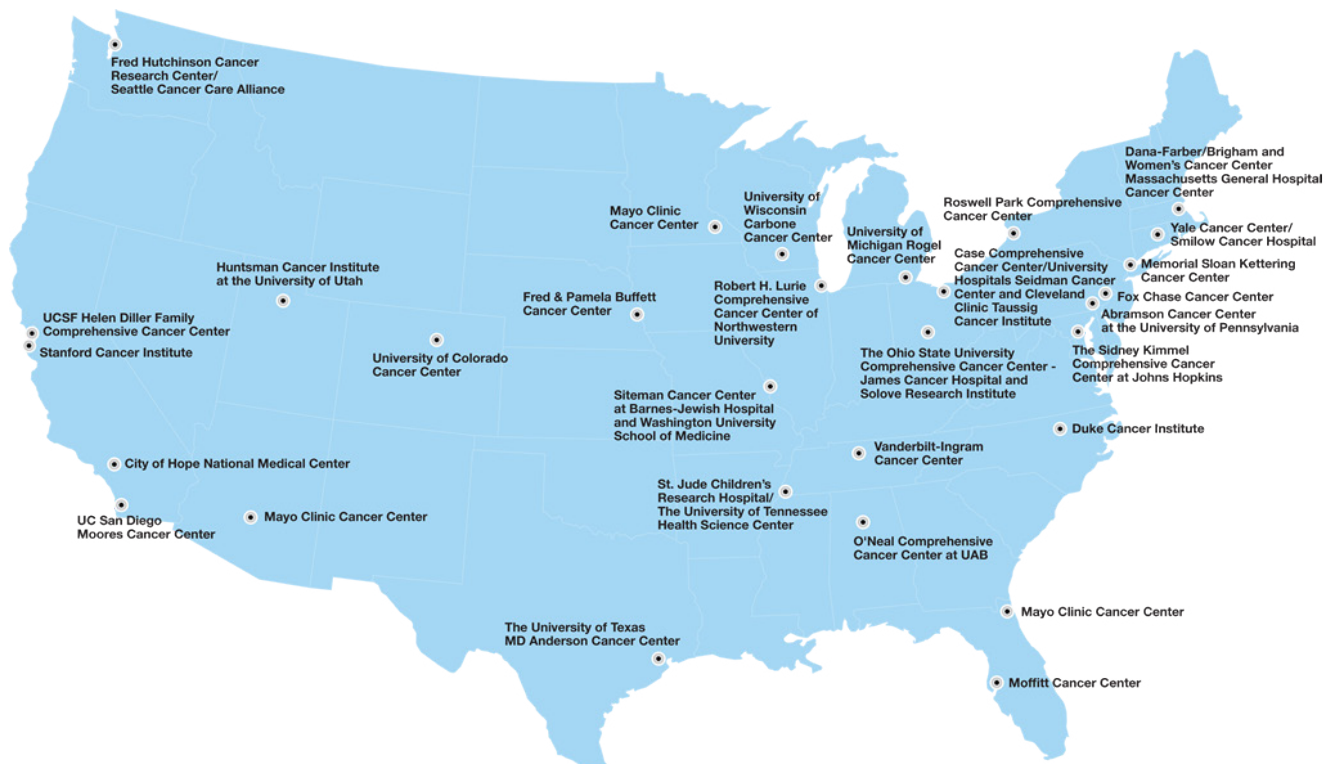 Fred Hutchinson Cancer
Research Center/
Seattle Cancer Care Alliance
Dana-Farber/Brigham and
Women's Cancer Center
Massachusetts General Hospital
Cancer Center
Mayo Clinic
Cancer Center
University of
Wisconsin
Carbone
Cancer Center
University of
Michigan Rogel
Cancer Center
Roswell Park Comprehensive
Cancer Center
Yale Cancer Center/
Smilow Cancer Hospital
Huntsman Cancer Institute
at the University of Utah
Case Comprehensive
Cancer Center/University
Hospitals Seidman Cancer
Center and Cleveland
Clinic Taussig
Cancer Institute
Memorial Sloan Kettering
Cancer Center
Fred & Pamela Buffett
Cancer Center
Robert H. Lurie
Comprehensive
Cancer Center of
Northwestern
University
Fox Chase Cancer Center
Abramson Cancer Center
at the University of Pennsylvania
UCSF Helen Diller Family
Comprehensive Cancer Center
Stanford Cancer Institute
University of Colorado
Cancer Center
The Ohio State University
Comprehensive Cancer Center -
James Cancer Hospital and
Solove Research Institute
The Sidney Kimmel
Comprehensive Cancer
Center at Johns Hopkins
Siteman Cancer Center
at Barnes-Jewish Hospital
and Washington University
School of Medicine
Duke Cancer Institute
Vanderbilt-Ingram
Cancer Center
City of Hope National Medical Center
St. Jude Children's
Research Hospital/
The University of Tennessee
Health Science Center
UC San Diego
Moores Cancer Center
Mayo Clinic Cancer Center
O'Neal Comprehensive
Cancer Center at UAB
Mayo Clinic Cancer Center
The University of Texas
MD Anderson Cancer Center
Moffitt Cancer Center